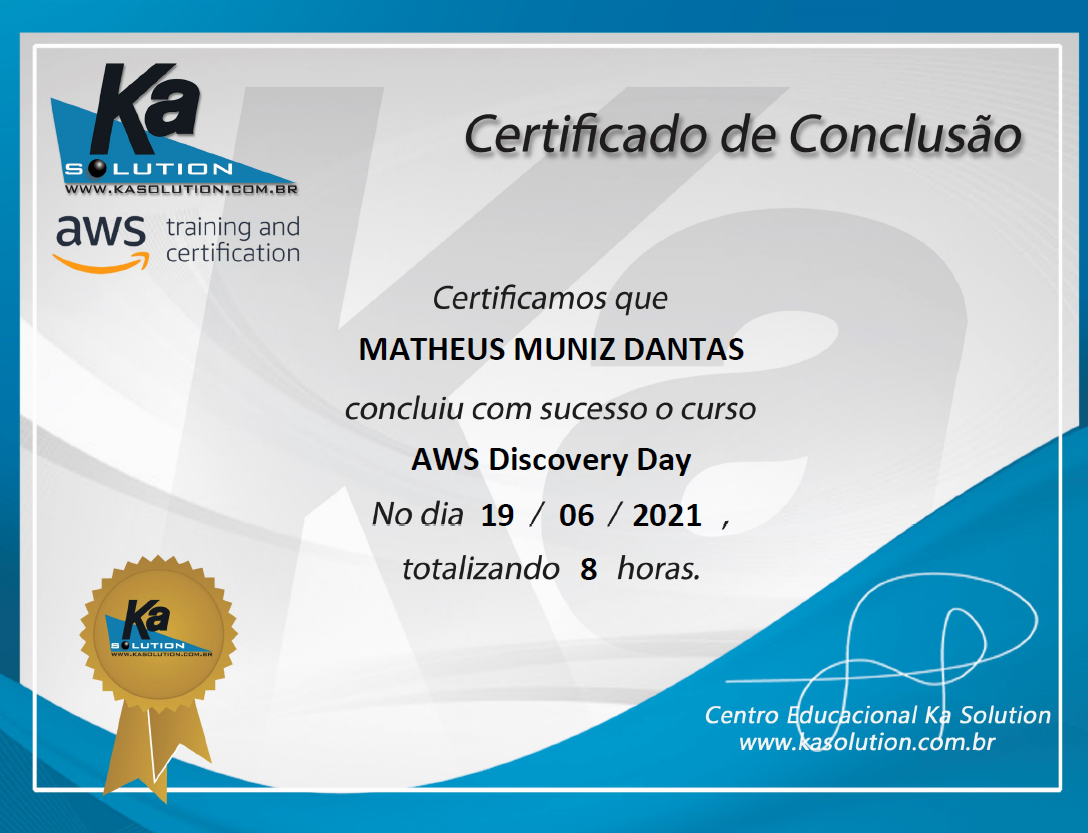 Ka
SOLUTION
WWW.KASOLUTION.COM.BR
aws training and
certification
Certificado de Conclusão
Certificamos que
MATHEUS MUNIZ DANTAS
concluiu com sucesso o curso
AWS Discovery Day
No dia 19 / 06 / 2021 ,
totalizando 8 horas.
Ka
SOLUTION
WWW.KASOLUTION.COM.BR
Centro Educacional Ka Solution
www.kasolution.com.br